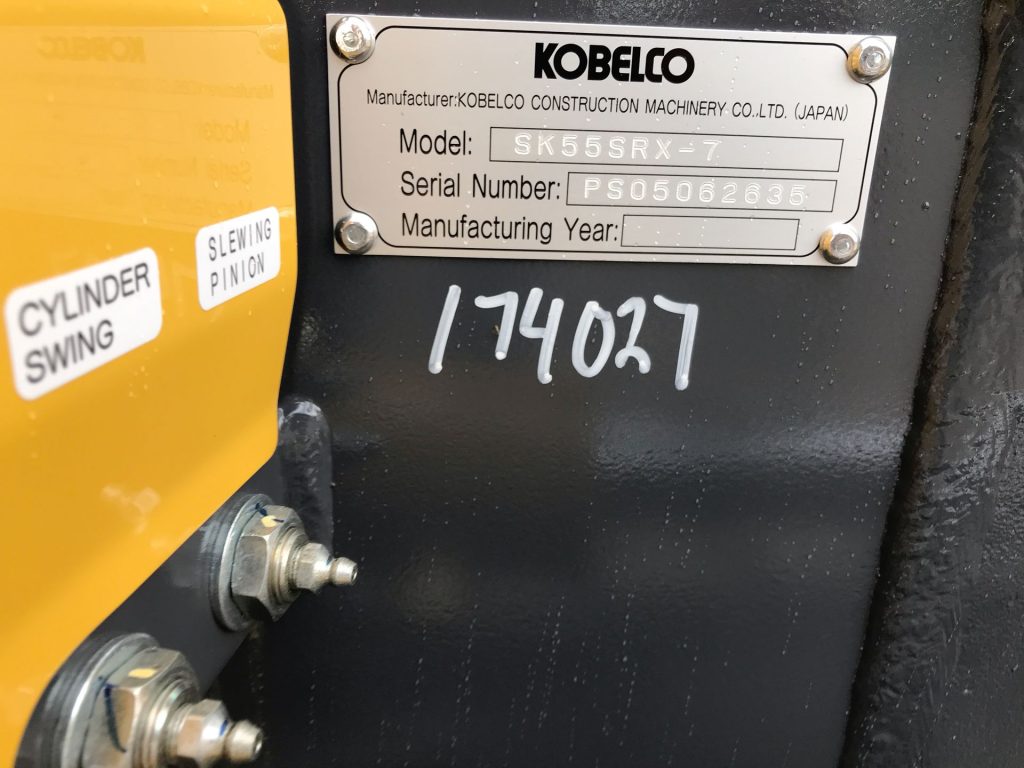 KOBELCO
Manufacturer:KOBELCO CONSTRUCTION MACHINERY CO.,LTD. (JAPAN)
Model: SK55SRX-7
Serial Number: PS05062635
Manufacturing Year:
174027
SLEWING
PINION
CYLINDER
SWING